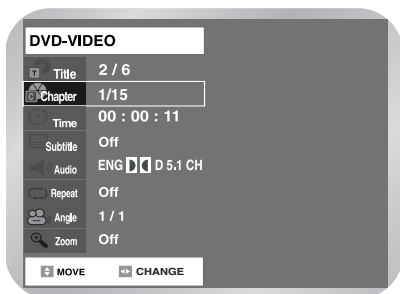 DVD-VIDEO
T Title 2 / 6
C Chapter 1/15
Time 00 : 00 : 11
Subtitle Off
Audio ENG D 5.1 CH
Repeat Off
Angle 1 / 1
Zoom Off
MOVE CHANGE